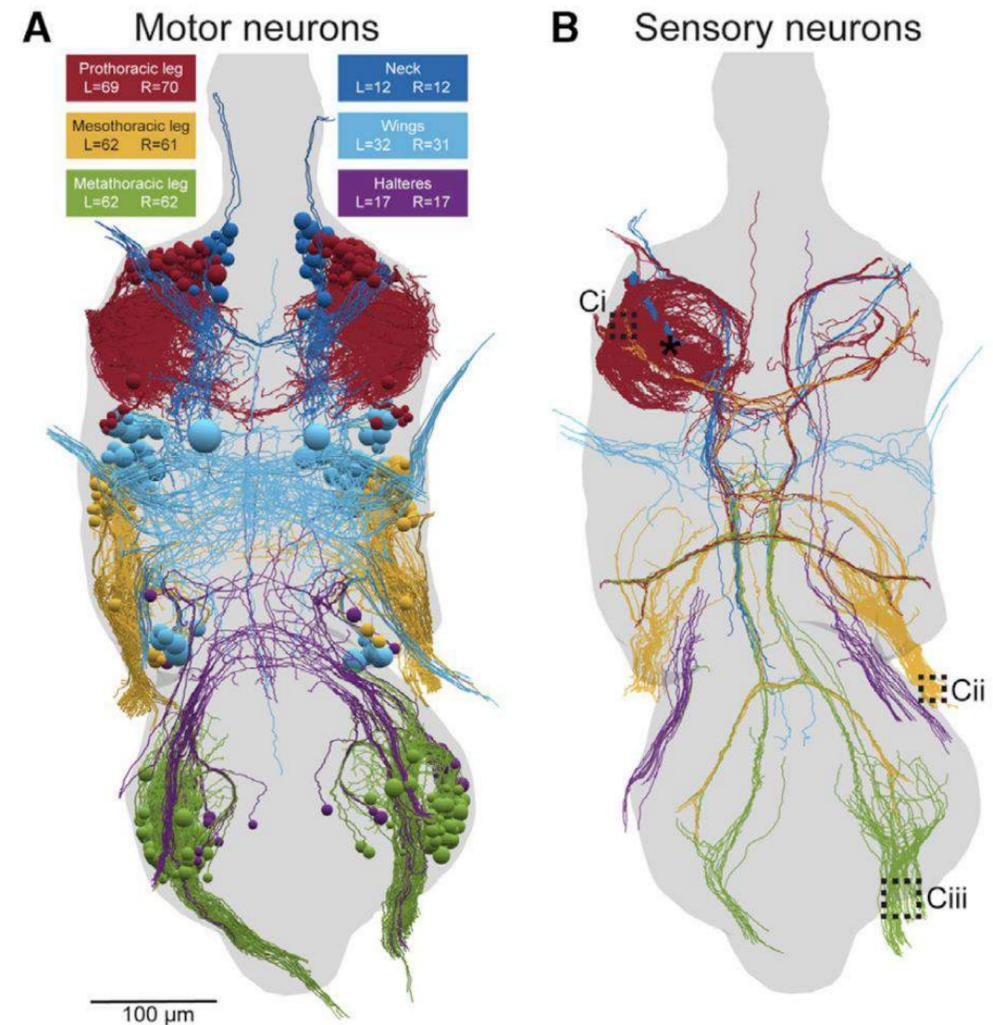 A
Motor neurons
Prothoracic leg
L=69 R=70
Neck
L=12 R=12
Mesothoracic leg
L=62 R=61
Wings
L=32 R=31
Metathoracic leg
L=62 R=62
Halteres
L=17 R=17
100 µm
B
Sensory neurons
Ci
*
Cii
Ciii